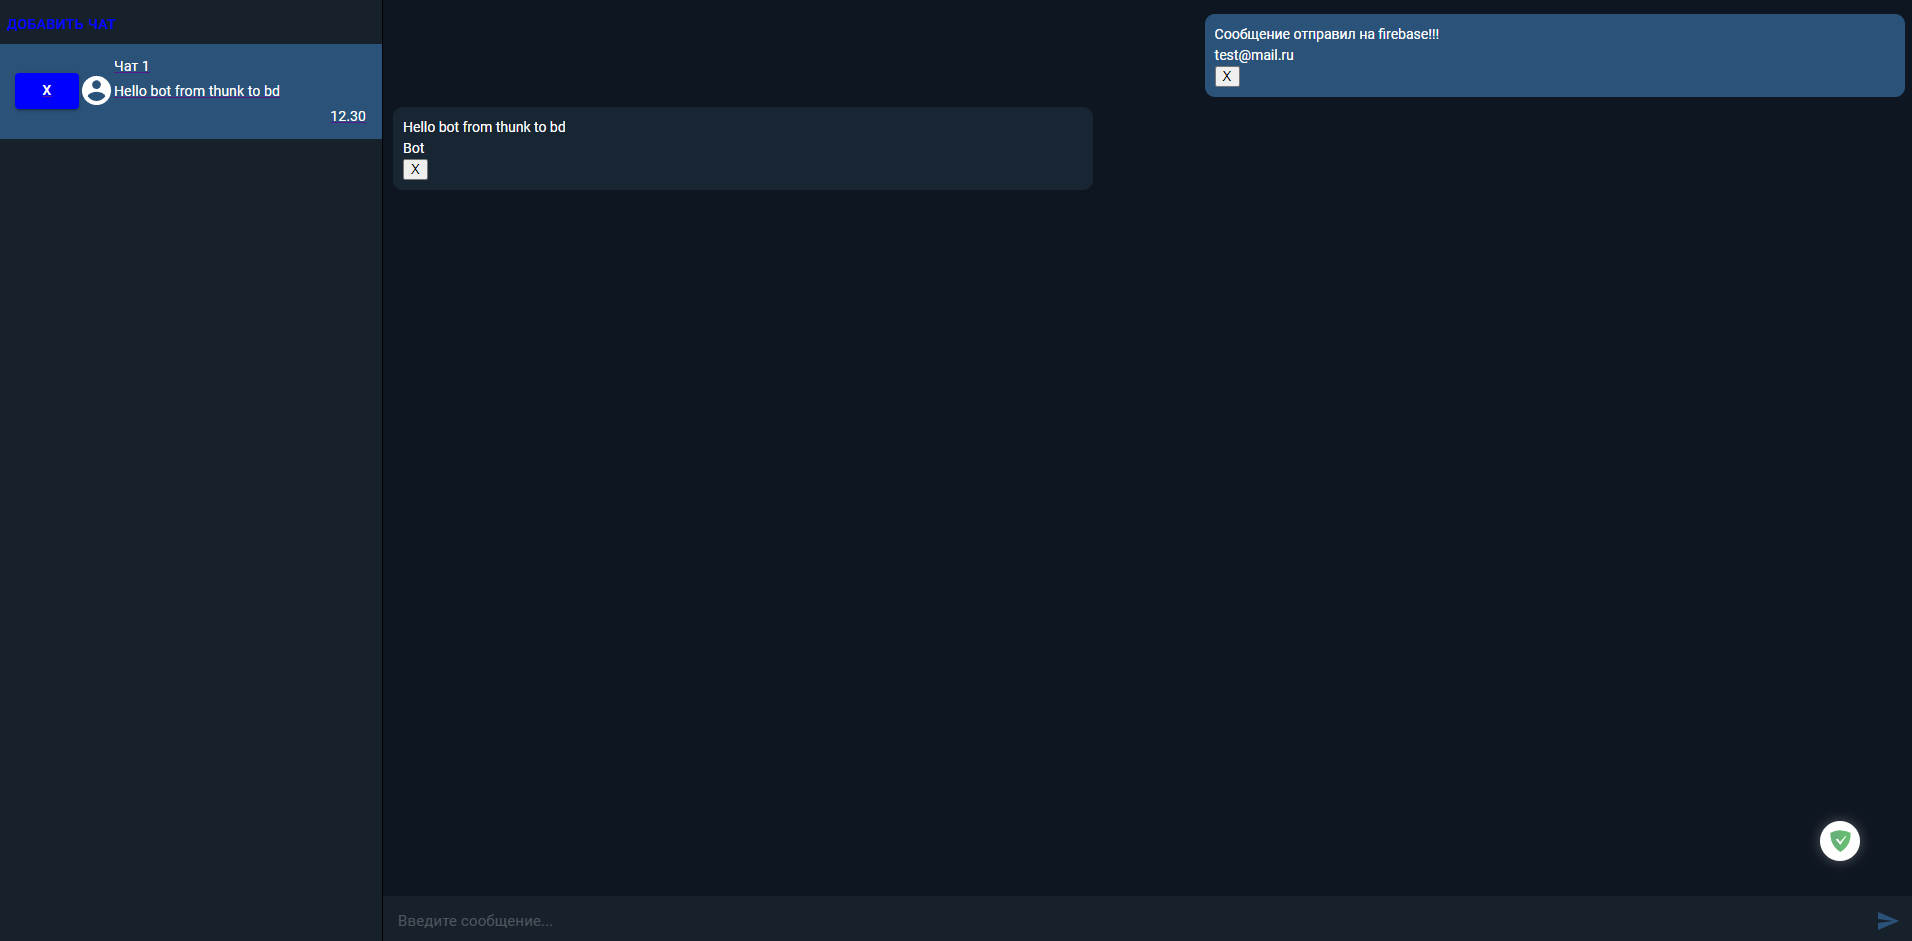 ДОБАВИТЬ ЧАТ
X
Чат 1
Hello bot from thunk to bd
12.30
Сообщение отправил на firebase!!!
test@mail.ru
X
Hello bot from thunk to bd
Bot
X
Введите сообщение...